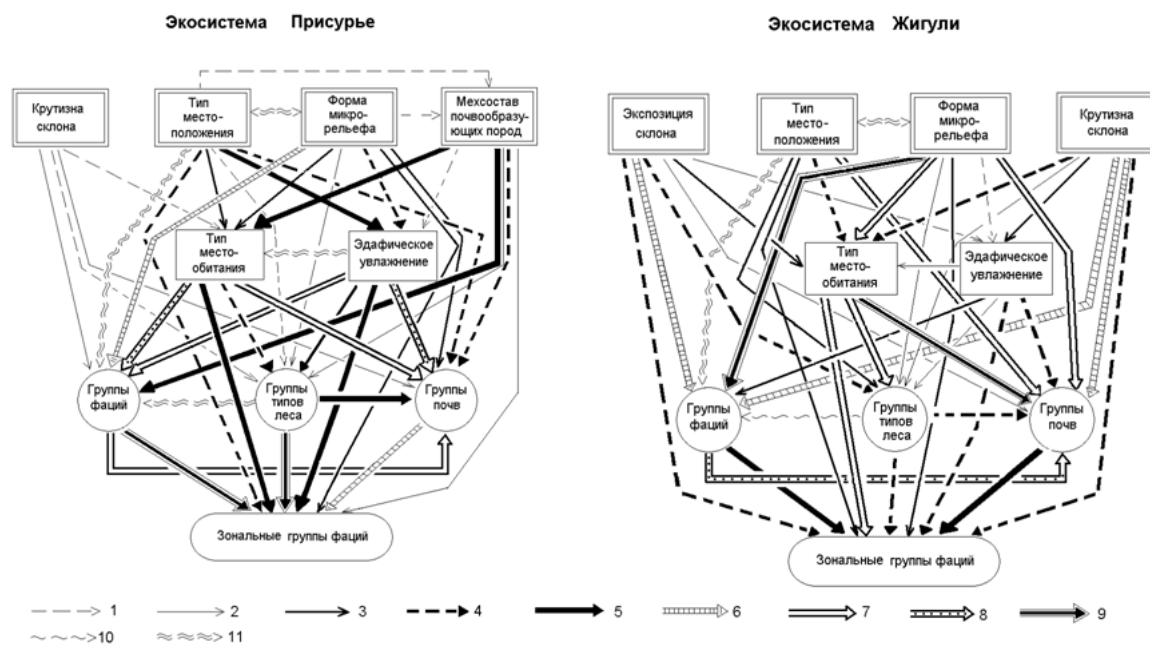 Экосистема Присурье
Крутизна
склона
Тип
место-
положения
Форма
микро-
рельефа
Мехсостав
почвообразу-
ющих пород
Тип
место-
обитания
Эдафическое
увлажнение
Группы
фаций
Группы
типов
леса
Группы
почв
Зональные группы фаций
Экосистема Жигули
Экспозиция
склона
Тип
место-
положения
Форма
микро-
рельефа
Крутизна
склона
Тип
место-
обитания
Эдафическое
увлажнение
Группы
фаций
Группы
типов
леса
Группы
почв
Зональные группы фаций
1 2 3 4 5 6 7 8 9
10 11